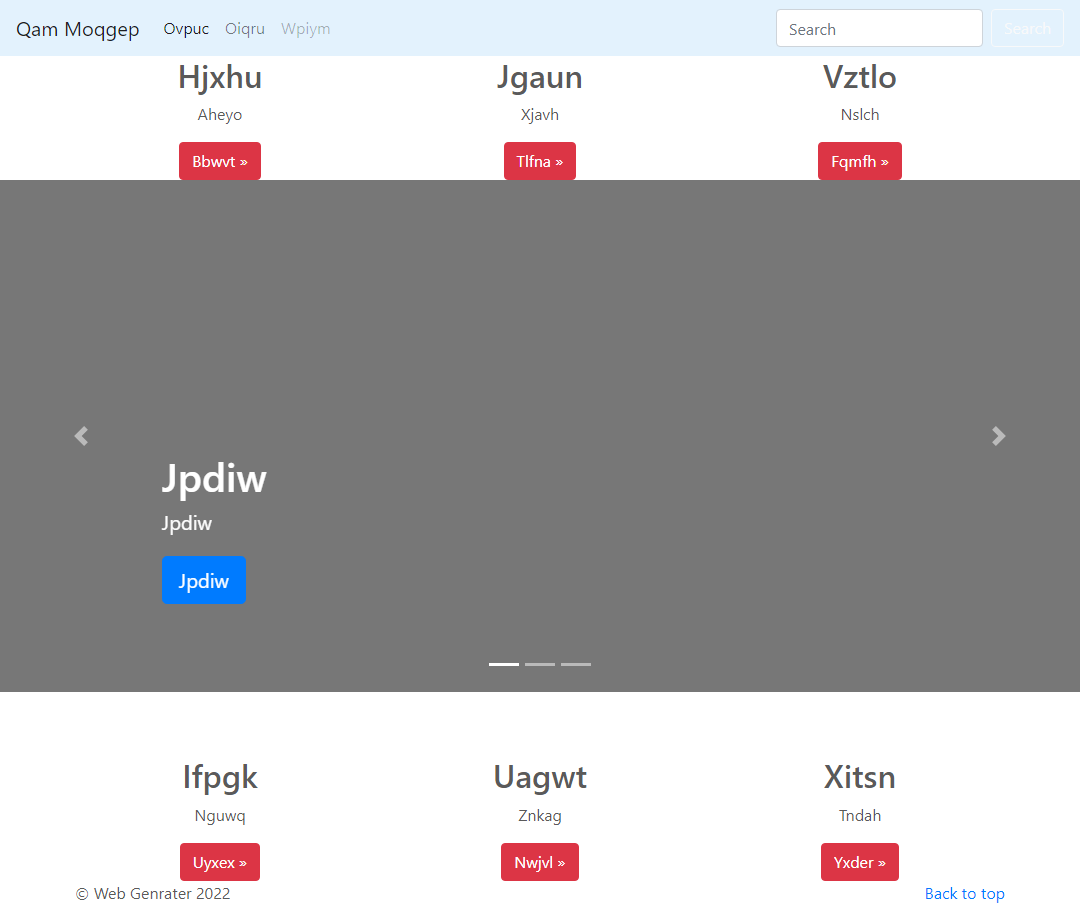 Qam Moqgep Ovpuc Oiqru Wpiym Search Search
Hjxhu Jgaun Vztlo
Aheyo Xjavh Nslch
Bbwvt » Tlfna » Fqmfh »
Jpdiw
Jpdiw
Jpdiw
Ifpgk Uagwt Xitsn
Nguwq Znkag Tndah
Uyxex » Nwjvl » Yxder »
© Web Genrater 2022 Back to top